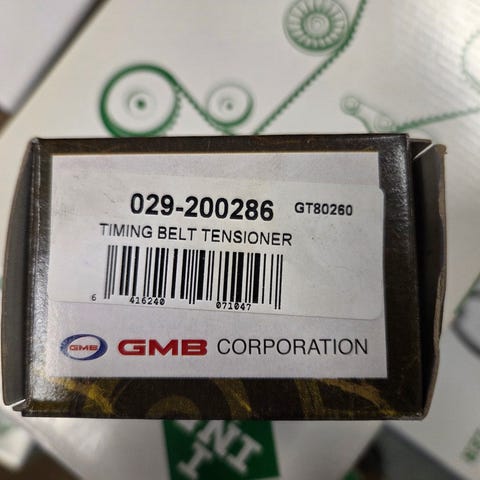 029-200286 GT80260
TIMING BELT TENSIONER
6 416240 071047
GMB GMB CORPORATION